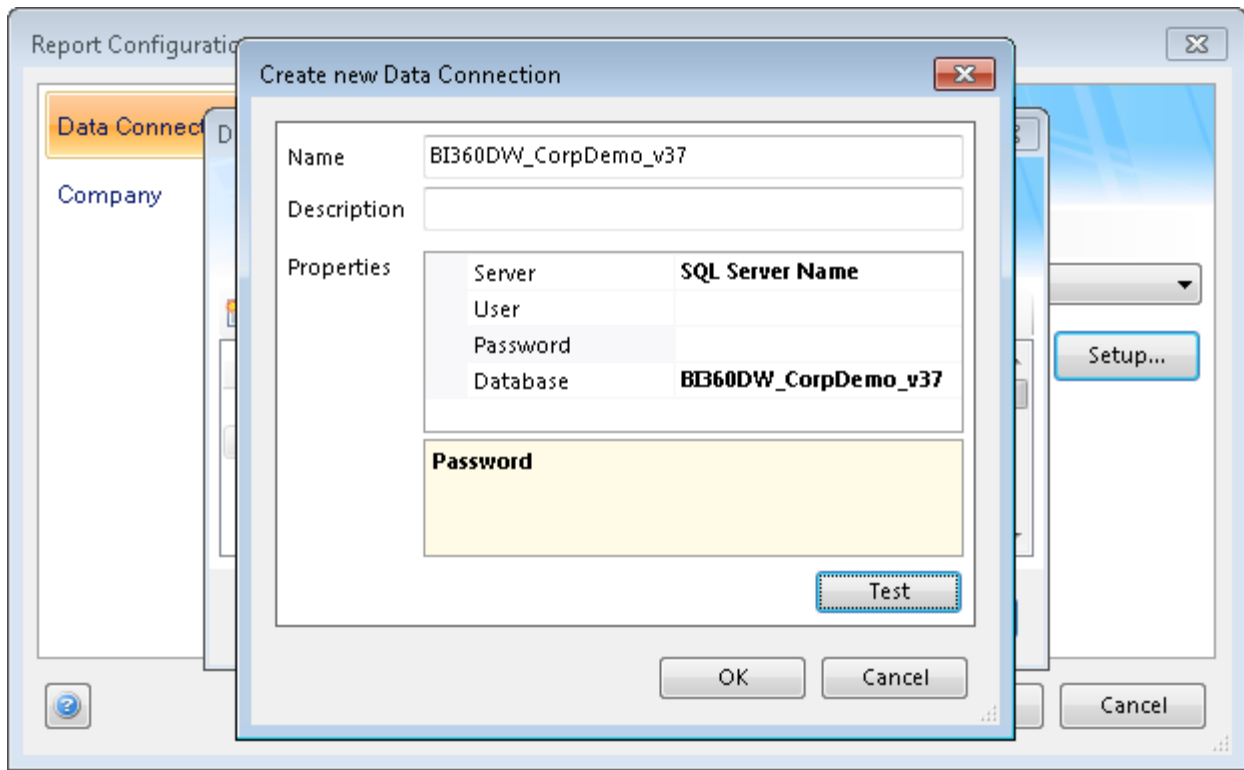 Report Configuratio
Create new Data Connection
Data Connect
D
Name
BI360DW_CorpDemo_v37
Company
Description
Properties
Server SQL Server Name
User
Password
Setup...
Database BI360DW_CorpDemo_v37
Password
Test
OK Cancel
Cancel